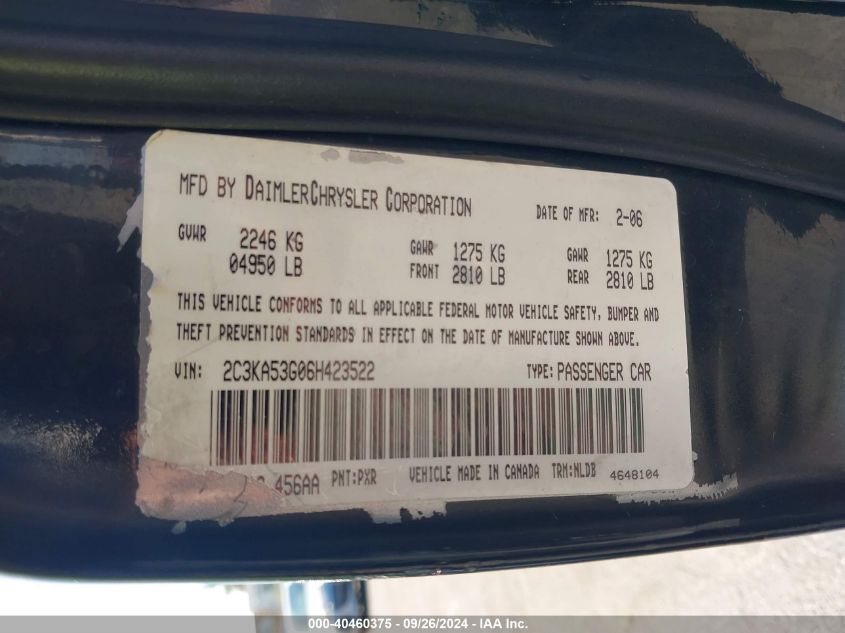 MFD BY DAIMLERCHRYSLER CORPORATION DATE OF MFR: 2-06
GVWR 2246 KG GAWR 1275 KG GAWR 1275 KG
04950 LB FRONT 2810 LB REAR 2810 LB
THIS VEHICLE CONFORMS TO ALL APPLICABLE FEDERAL MOTOR VEHICLE SAFETY, BUMPER AND
THEFT PREVENTION STANDARDS IN EFFECT ON THE DATE OF MANUFACTURE SHOWN ABOVE.
VIN: 2C3KA53G06H423522 TYPE: PASSENGER CAR
456AA PNT:PXR VEHICLE MADE IN CANADA TRM:NLDB 4648104
000-40460375 - 09/26/2024 - IAA Inc.